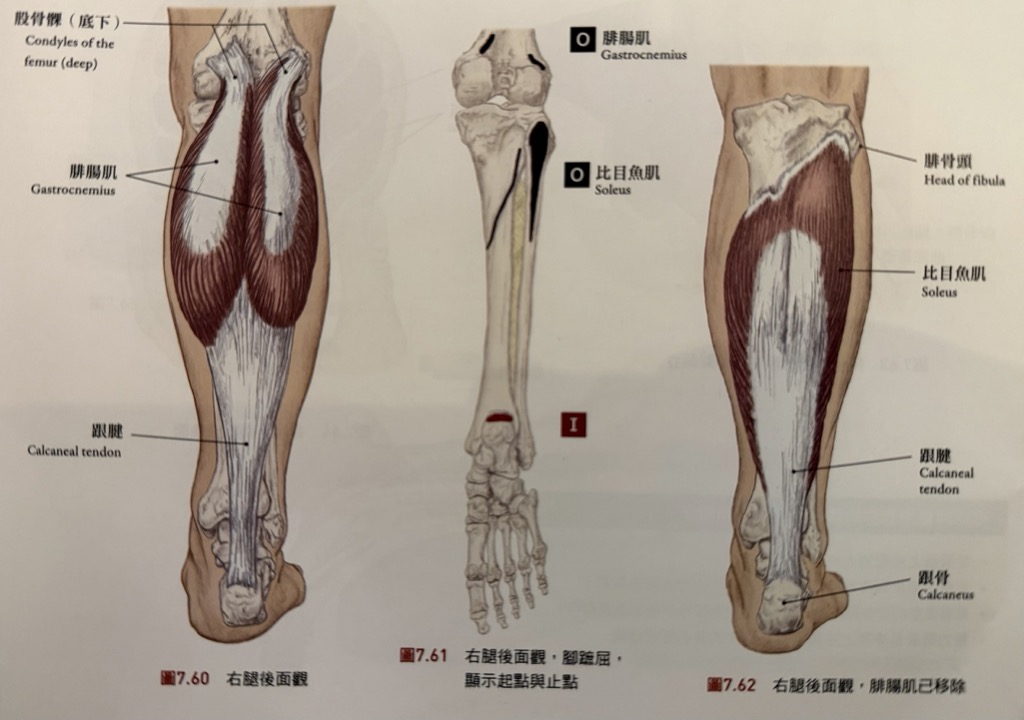 股骨髁（底下）
Condyles of the
femur (deep)
腓腸肌
Gastrocnemius
跟腱
Calcaneal tendon
圖7.60 右腿後面觀
O 腓腸肌
Gastrocnemius
O 比目魚肌
Soleus
I
圖7.61 右腿後面觀，腳蹠屈，
顯示起點與止點
腓骨頭
Head of fibula
比目魚肌
Soleus
跟腱
Calcaneal
tendon
跟骨
Calcaneus
圖7.62 右腿後面觀，腓腸肌已移除